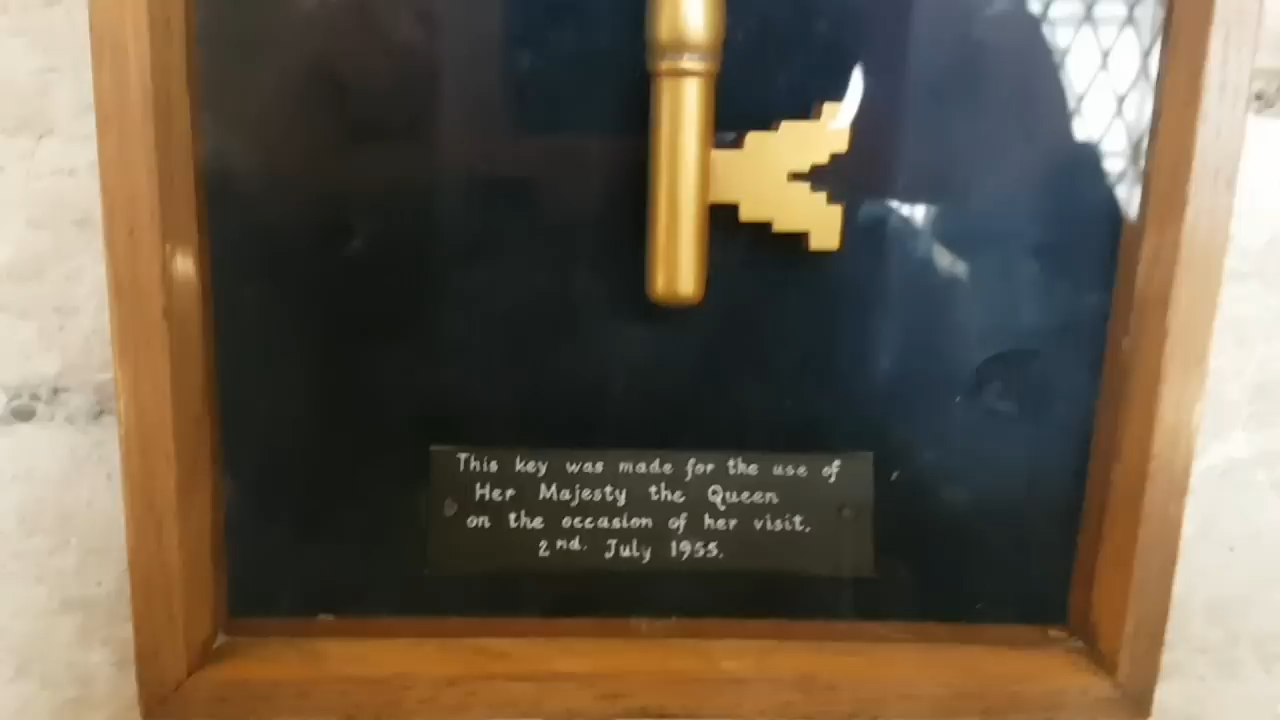 This key was made for the use of
Her Majesty the Queen
on the occasion of her visit.
2nd. July 1955.